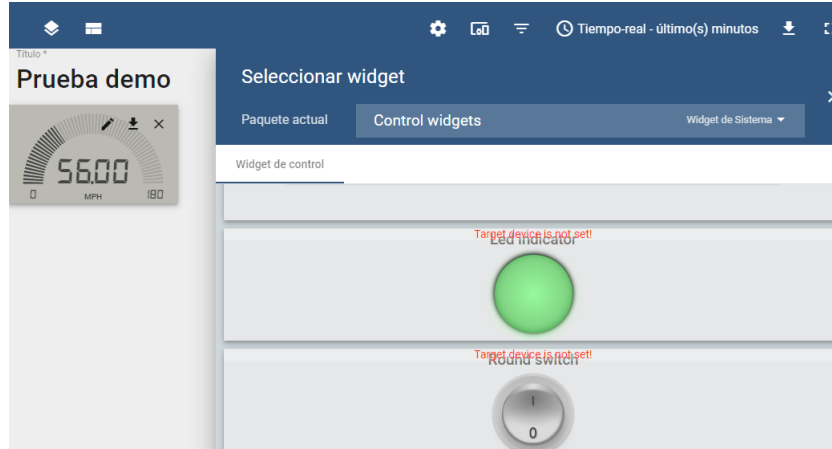 Tiempo-real - último(s) minutos
Título *
Prueba demo
56.00
0
MPH
180
Seleccionar widget
Paquete actual
Control widgets
Widget de Sistema
Widget de control
Target device is not set!
Led indicator
Target device is not set!
Round switch
I
0